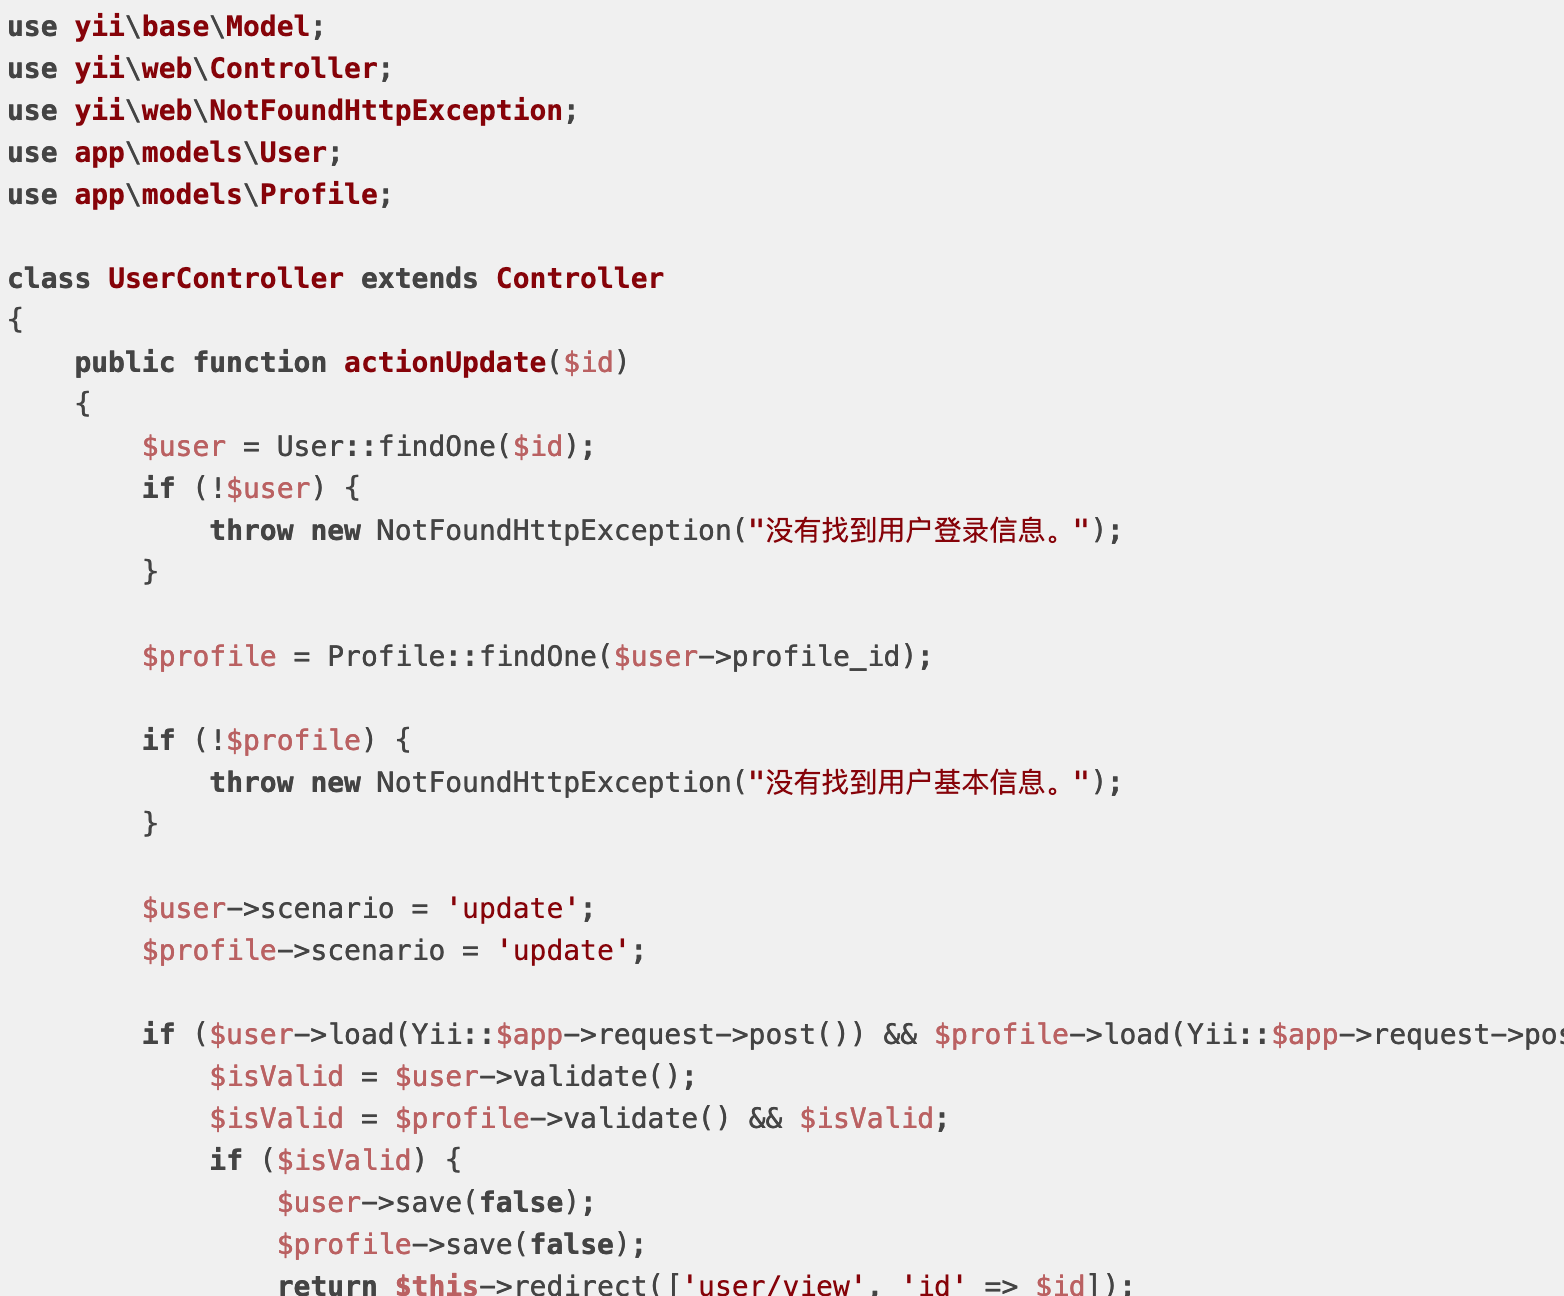 use yii\base\Model;
use yii\web\Controller;
use yii\web\NotFoundHttpException;
use app\models\User;
use app\models\Profile;

class UserController extends Controller
{
    public function actionUpdate($id)
    {
        $user = User::findOne($id);
        if (!$user) {
            throw new NotFoundHttpException("没有找到用户登录信息。");
        }

        $profile = Profile::findOne($user->profile_id);

        if (!$profile) {
            throw new NotFoundHttpException("没有找到用户基本信息。");
        }

        $user->scenario = 'update';
        $profile->scenario = 'update';

        if ($user->load(Yii::$app->request->post()) && $profile->load(Yii::$app->request->pos
            $isValid = $user->validate();
            $isValid = $profile->validate() && $isValid;
            if ($isValid) {
                $user->save(false);
                $profile->save(false);
                return $this->redirect(['user/view', 'id' => $id]);